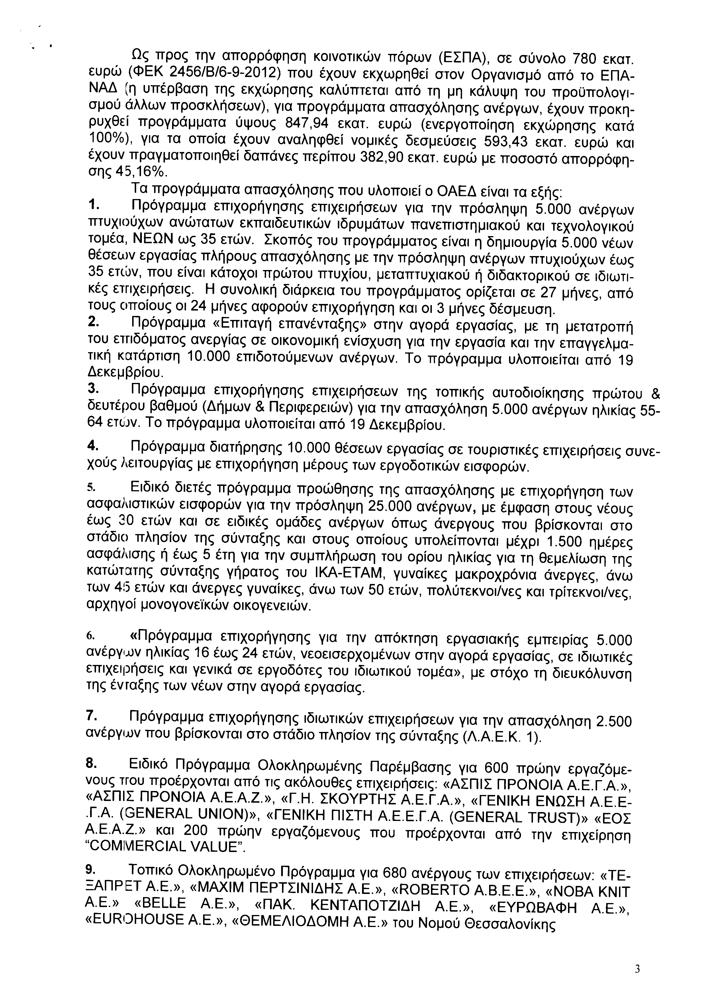 Ως προς την απορρόφηση κοινοτικών πόρων (ΕΣΠΑ), σε σύνολο 780 εκατ.
ευρώ (ΦΕΚ 2456/Β/6-9-2012) που έχουν εκχωρηθεί στον Οργανισμό από το ΕΠΑ-
ΝΑΔ (η υπέρβαση της εκχώρησης καλύπτεται από τη μη κάλυψη του προϋπολογι-
σμού άλλων προσκλήσεων), για προγράμματα απασχόλησης ανέργων, έχουν προκη-
ρυχθεί προγράμματα ύψους 847,94 εκατ. ευρώ (ενεργοποίηση εκχώρησης κατά
100%), για τα οποία έχουν αναληφθεί νομικές δεσμεύσεις 593,43 εκατ. ευρώ και
έχουν πραγματοποιηθεί δαπάνες περίπου 382,90 εκατ. ευρώ με ποσοστό απορρόφη-
σης 45,16%.
Τα προγράμματα απασχόλησης που υλοποιεί ο ΟΑΕΔ είναι τα εξής:
1. Πρόγραμμα επιχορήγησης επιχειρήσεων για την πρόσληψη 5.000 ανέργων
πτυχιούχων ανώτατων εκπαιδευτικών ιδρυμάτων πανεπιστημιακού και τεχνολογικού
τομέα, ΝΕΩΝ ως 35 ετών. Σκοπός του προγράμματος είναι η δημιουργία 5.000 νέων
θέσεων εργασίας πλήρους απασχόλησης με την πρόσληψη ανέργων πτυχιούχων έως
35 ετών, που είναι κάτοχοι πρώτου πτυχίου, μεταπτυχιακού ή διδακτορικού σε ιδιωτι-
κές επιχειρήσεις. Η συνολική διάρκεια του προγράμματος ορίζεται σε 27 μήνες, από
τους οποίους οι 24 μήνες αφορούν επιχορήγηση και οι 3 μήνες δέσμευση.
2. Πρόγραμμα «Επιταγή επανένταξης» στην αγορά εργασίας, με τη μετατροπή
του επιδόματος ανεργίας σε οικονομική ενίσχυση για την εργασία και την επαγγελμα-
τική κατάρτιση 10.000 επιδοτούμενων ανέργων. Το πρόγραμμα υλοποιείται από 19
Δεκεμβρίου.
3. Πρόγραμμα επιχορήγησης επιχειρήσεων της τοπικής αυτοδιοίκησης πρώτου &
δευτέρου βαθμού (Δήμων & Περιφερειών) για την απασχόληση 5.000 ανέργων ηλικίας 55-
64 ετών. Το πρόγραμμα υλοποιείται από 19 Δεκεμβρίου.
4. Πρόγραμμα διατήρησης 10.000 θέσεων εργασίας σε τουριστικές επιχειρήσεις συνε-
χούς λειτουργίας με επιχορήγηση μέρους των εργοδοτικών εισφορών.
5. Ειδικό διετές πρόγραμμα προώθησης της απασχόλησης με επιχορήγηση των
ασφαλιστικών εισφορών για την πρόσληψη 25.000 ανέργων, με έμφαση στους νέους
έως 30 ετών και σε ειδικές ομάδες ανέργων όπως άνεργους που βρίσκονται στο
στάδιο πλησίον της σύνταξης και στους οποίους υπολείπονται μέχρι 1.500 ημέρες
ασφάλισης ή έως 5 έτη για την συμπλήρωση του ορίου ηλικίας για τη θεμελίωση της
κατώτατης σύνταξης γήρατος του ΙΚΑ-ΕΤΑΜ, γυναίκες μακροχρόνια άνεργες, άνω
των 45 ετών και άνεργες γυναίκες, άνω των 50 ετών, πολύτεκνοι/νες και τρίτεκνοι/νες,
αρχηγοί μονογονεϊκών οικογενειών.
6. «Πρόγραμμα επιχορήγησης για την απόκτηση εργασιακής εμπειρίας 5.000
ανέργων ηλικίας 16 έως 24 ετών, νεοεισερχομένων στην αγορά εργασίας, σε ιδιωτικές
επιχειρήσεις και γενικά σε εργοδότες του ιδιωτικού τομέα», με στόχο τη διευκόλυνση
της ένταξης των νέων στην αγορά εργασίας.
7. Πρόγραμμα επιχορήγησης ιδιωτικών επιχειρήσεων για την απασχόληση 2.500
ανέργων που βρίσκονται στο στάδιο πλησίον της σύνταξης (Λ.Α.Ε.Κ. 1).
8. Ειδικό Πρόγραμμα Ολοκληρωμένης Παρέμβασης για 600 πρώην εργαζόμε-
νους που προέρχονται από τις ακόλουθες επιχειρήσεις: «ΑΣΠΙΣ ΠΡΟΝΟΙΑ Α.Ε.Γ.Α.»,
«ΑΣΠΙΣ ΠΡΟΝΟΙΑ Α.Ε.Α.Ζ.», «Γ.Η. ΣΚΟΥΡΤΗΣ Α.Ε.Γ.Α.», «ΓΕΝΙΚΗ ΕΝΩΣΗ Α.Ε.Ε-
.Γ.Α. (GENERAL UNION)», «ΓΕΝΙΚΗ ΠΙΣΤΗ Α.Ε.Ε.Γ.Α. (GENERAL TRUST)» «ΕΟΣ
Α.Ε.Α.Ζ.» και 200 πρώην εργαζόμενους που προέρχονται από την επιχείρηση
“COMMERCIAL VALUE”.
9. Τοπικό Ολοκληρωμένο Πρόγραμμα για 680 ανέργους των επιχειρήσεων: «ΤΕ-
ΞΑΠΡΕΤ Α.Ε.», «ΜΑΧΙΜ ΠΕΡΤΣΙΝΙΔΗΣ Α.Ε.», «ROBERTO Α.Β.Ε.Ε.», «ΝΟΒΑ ΚΝΙΤ
Α.Ε.» «BELLE Α.Ε.», «ΠΑΚ. ΚΕΝΤΑΠΟΤΖΙΔΗ Α.Ε.», «ΕΥΡΩΒΑΦΗ Α.Ε.»,
«EUROHOUSE Α.Ε.», «ΘΕΜΕΛΙΟΔΟΜΗ Α.Ε.» του Νομού Θεσσαλονίκης
3